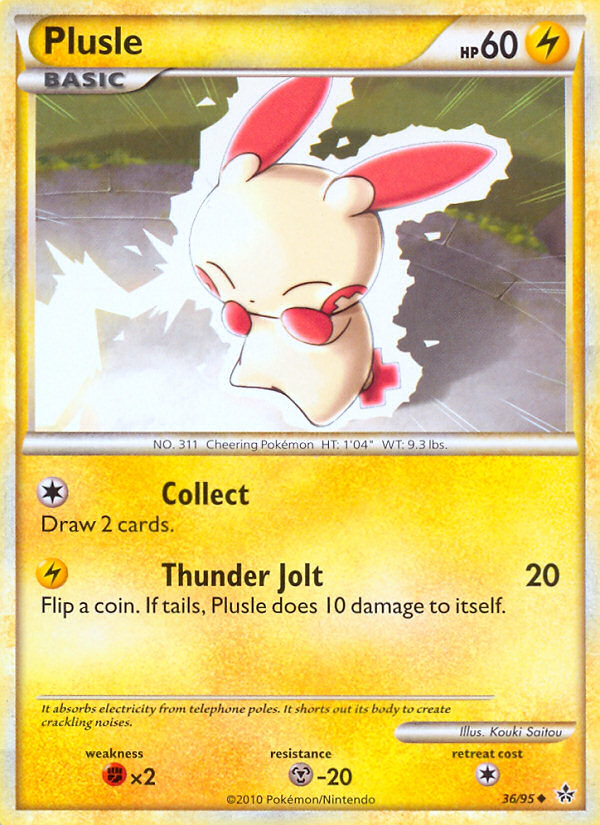 Plusle
HP60
BASIC
NO. 311 Cheering Pokémon HT: 1'04" WT: 9.3 lbs.
Collect
Draw 2 cards.
Thunder Jolt 20
Flip a coin. If tails, Plusle does 10 damage to itself.
It absorbs electricity from telephone poles. It shorts out its body to create
crackling noises.
Illus. Kouki Saitou
weakness resistance retreat cost
×2 -20
©2010 Pokémon/Nintendo 36/95